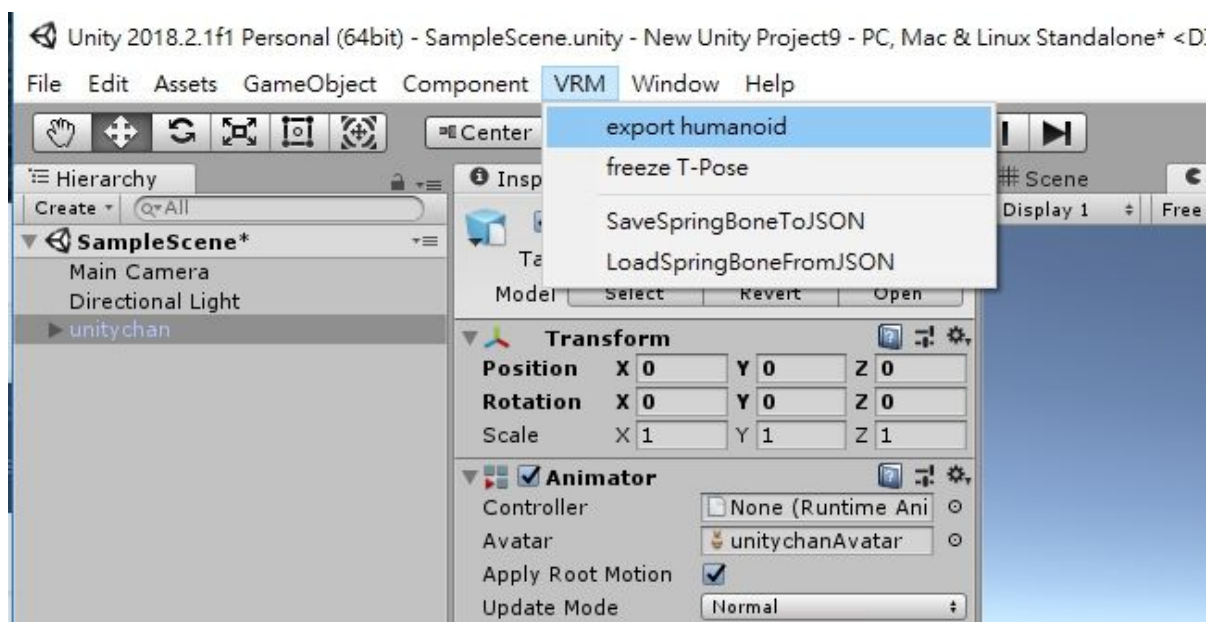 Unity 2018.2.1f1 Personal (64bit) - SampleScene.unity - New Unity Project9 - PC, Mac & Linux Standalone* <D
File Edit Assets GameObject Component VRM Window Help
Center
export humanoid
freeze T-Pose
SaveSpringBoneToJSON
LoadSpringBoneFromJSON
Hierarchy
Create All
SampleScene*
Main Camera
Directional Light
unitychan
Insp
Ta
Model Select Revert Open
Transform
Position X 0 Y 0 Z 0
Rotation X 0 Y 0 Z 0
Scale X 1 Y 1 Z 1
Animator
Controller None (Runtime Ani
Avatar unitychanAvatar
Apply Root Motion
Update Mode Normal
Scene
Display 1 Free